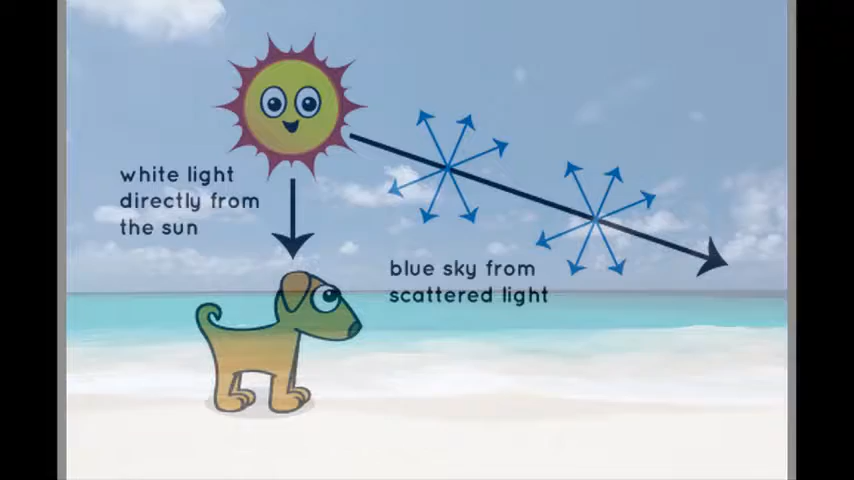 white light
directly from
the sun
blue sky from
scattered light